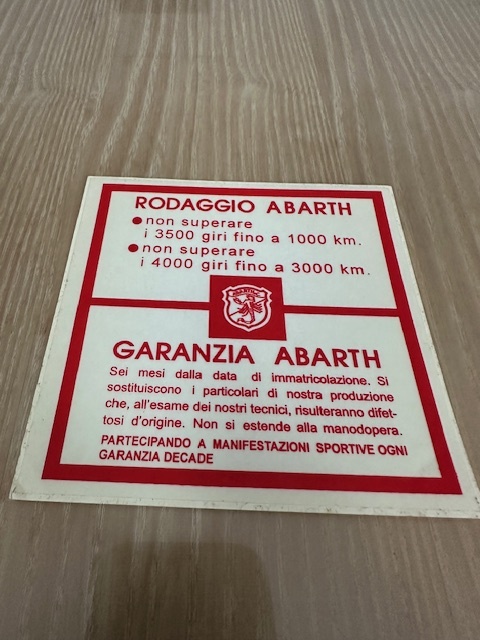 RODAGGIO ABARTH
● non superare
i 3500 giri fino a 1000 km.
● non superare
i 4000 giri fino a 3000 km.
GARANZIA ABARTH
Sei mesi dalla data di immatricolazione. Si
sostituiscono i particolari di nostra produzione
che, all'esame dei nostri tecnici, risulteranno difet-
tosi d'origine. Non si estende alla manodopera.
PARTECIPANDO A MANIFESTAZIONI SPORTIVE OGNI
GARANZIA DECADE